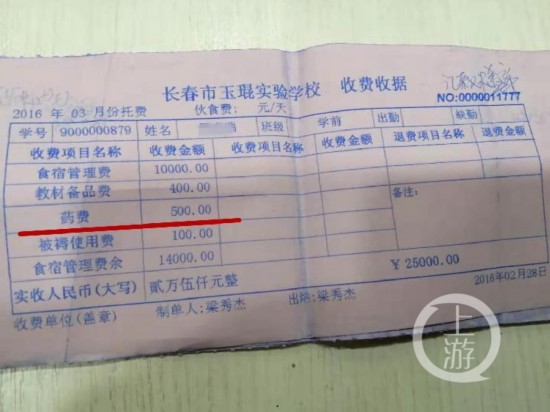 长春市玉琨实验学校 收费收据
NO:0000011777
2016 年 03 月份托费 伙食费: 元/天
学号 9000000879 姓名 班级 学前 出勤 缺勤
收费项目名称 收费金额 收费项目名称 收费金额 退费项目名称 退费金额
食宿管理费 10000.00 备注:
教材备品费 400.00
药费 500.00
被褥使用费 100.00
食宿管理费余 14000.00
实收人民币(大写) 贰万伍仟元整 ¥25000.00
收费单位(盖章) 制单人:梁秀杰 出纳:梁秀杰 2016年02月28日
上游